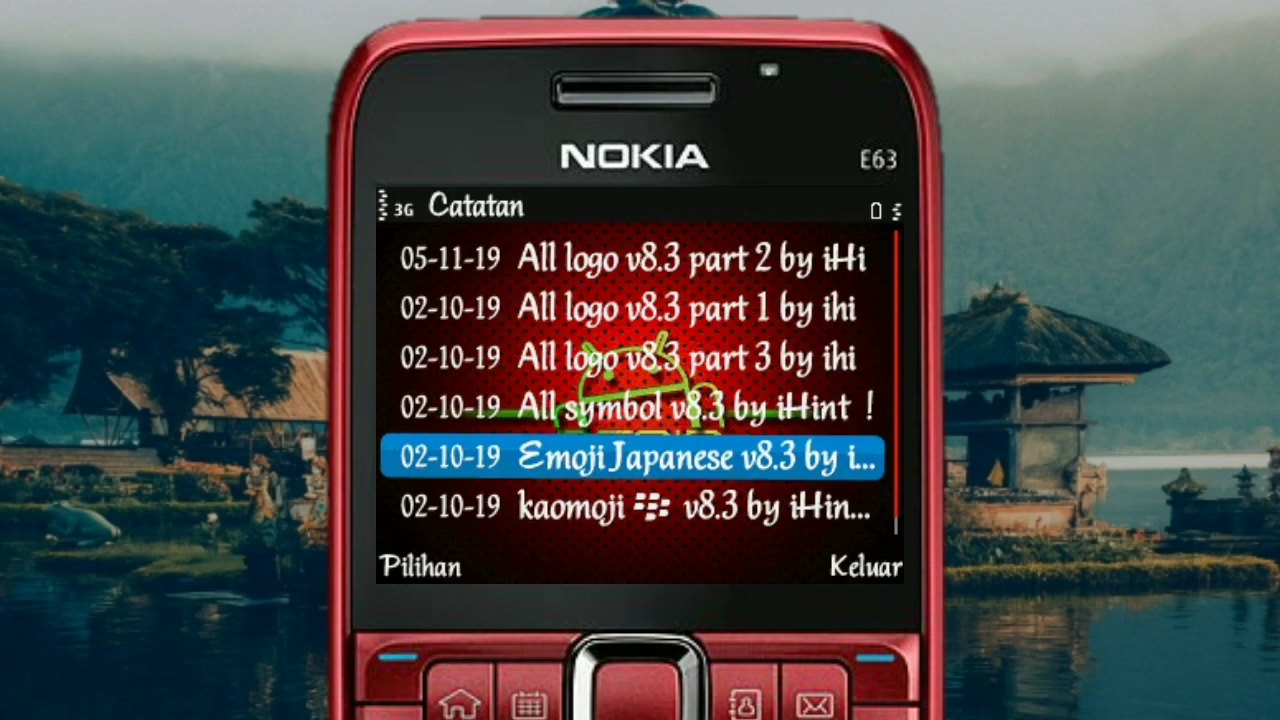 NOKIA
E63
3G Catatan
05-11-19 All logo v8.3 part 2 by iHi
02-10-19 All logo v8.3 part 1 by ihi
02-10-19 All logo v8.3 part 3 by ihi
02-10-19 All symbol v8.3 by iHint !
02-10-19 Emoji Japanese v8.3 by i...
02-10-19 kaomoji v8.3 by iHin...
Pilihan Keluar